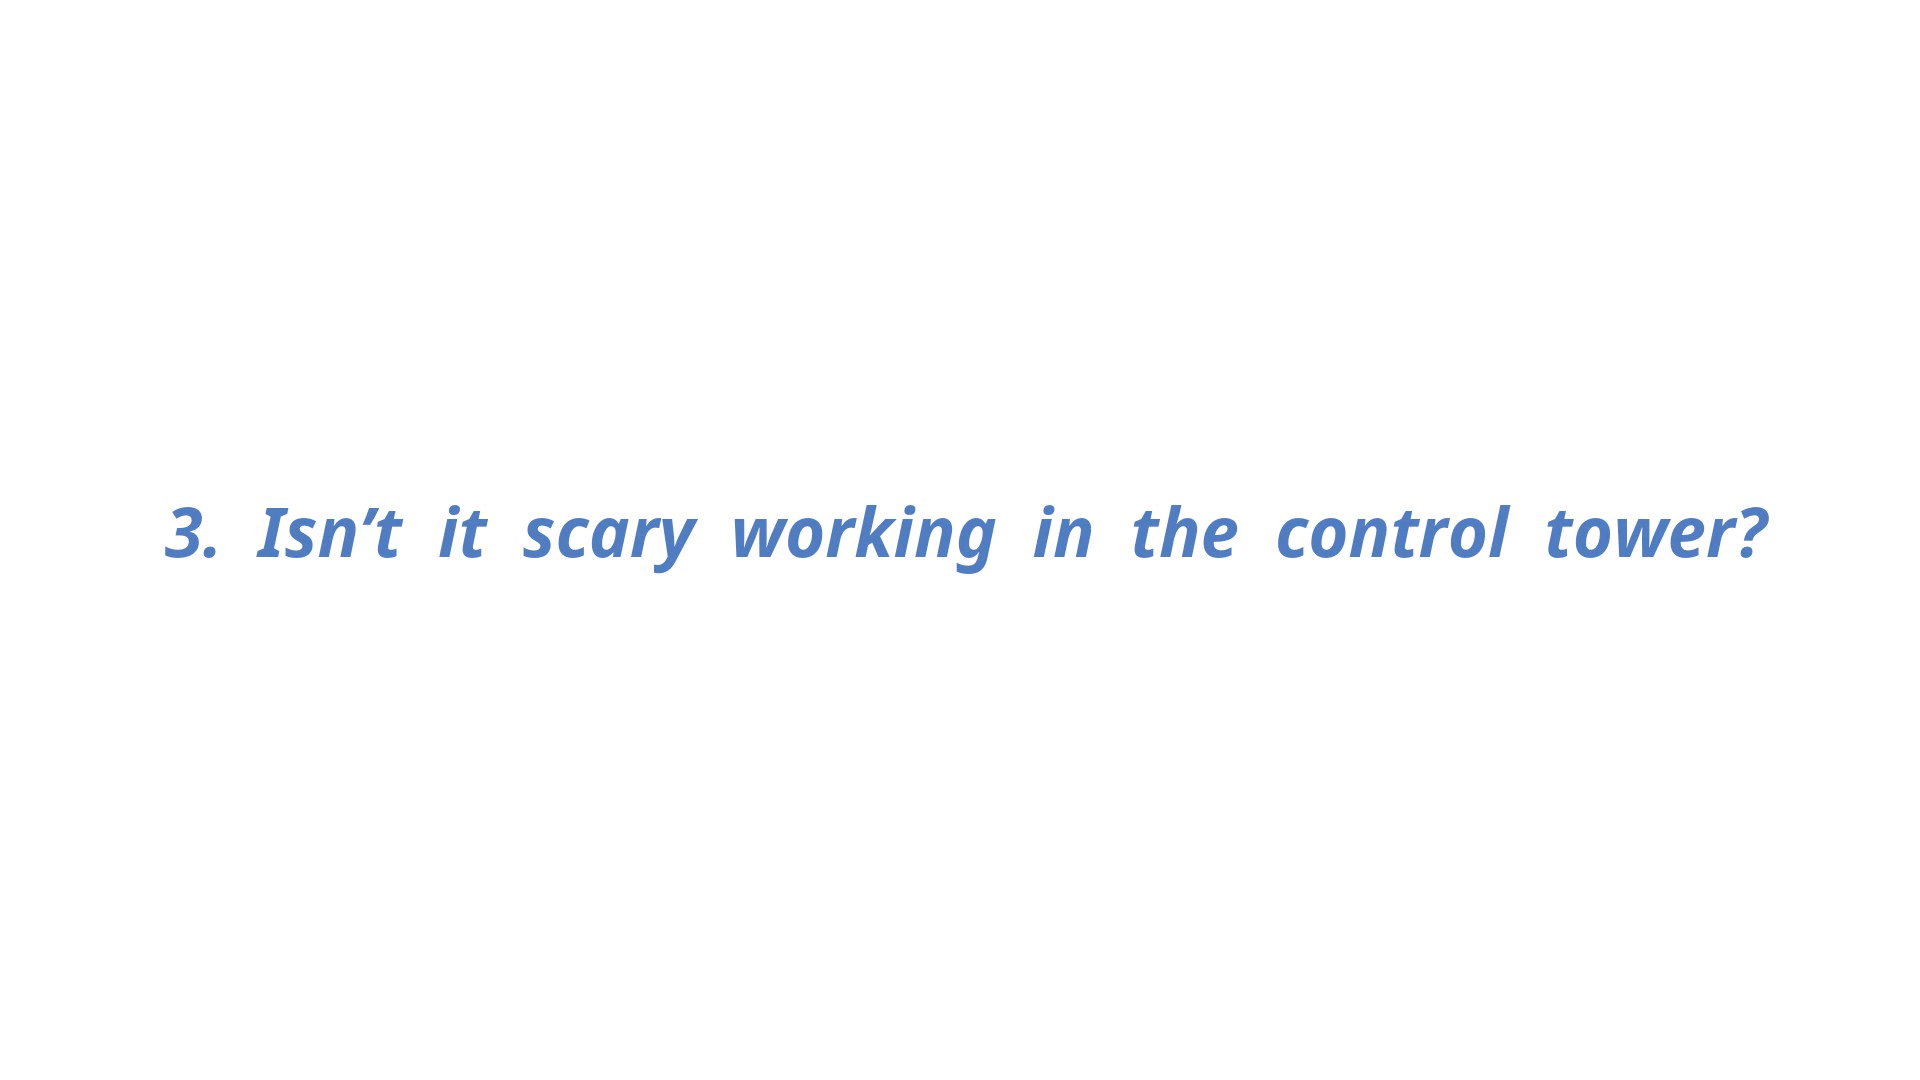 3. Isn’t it scary working in the control tower?